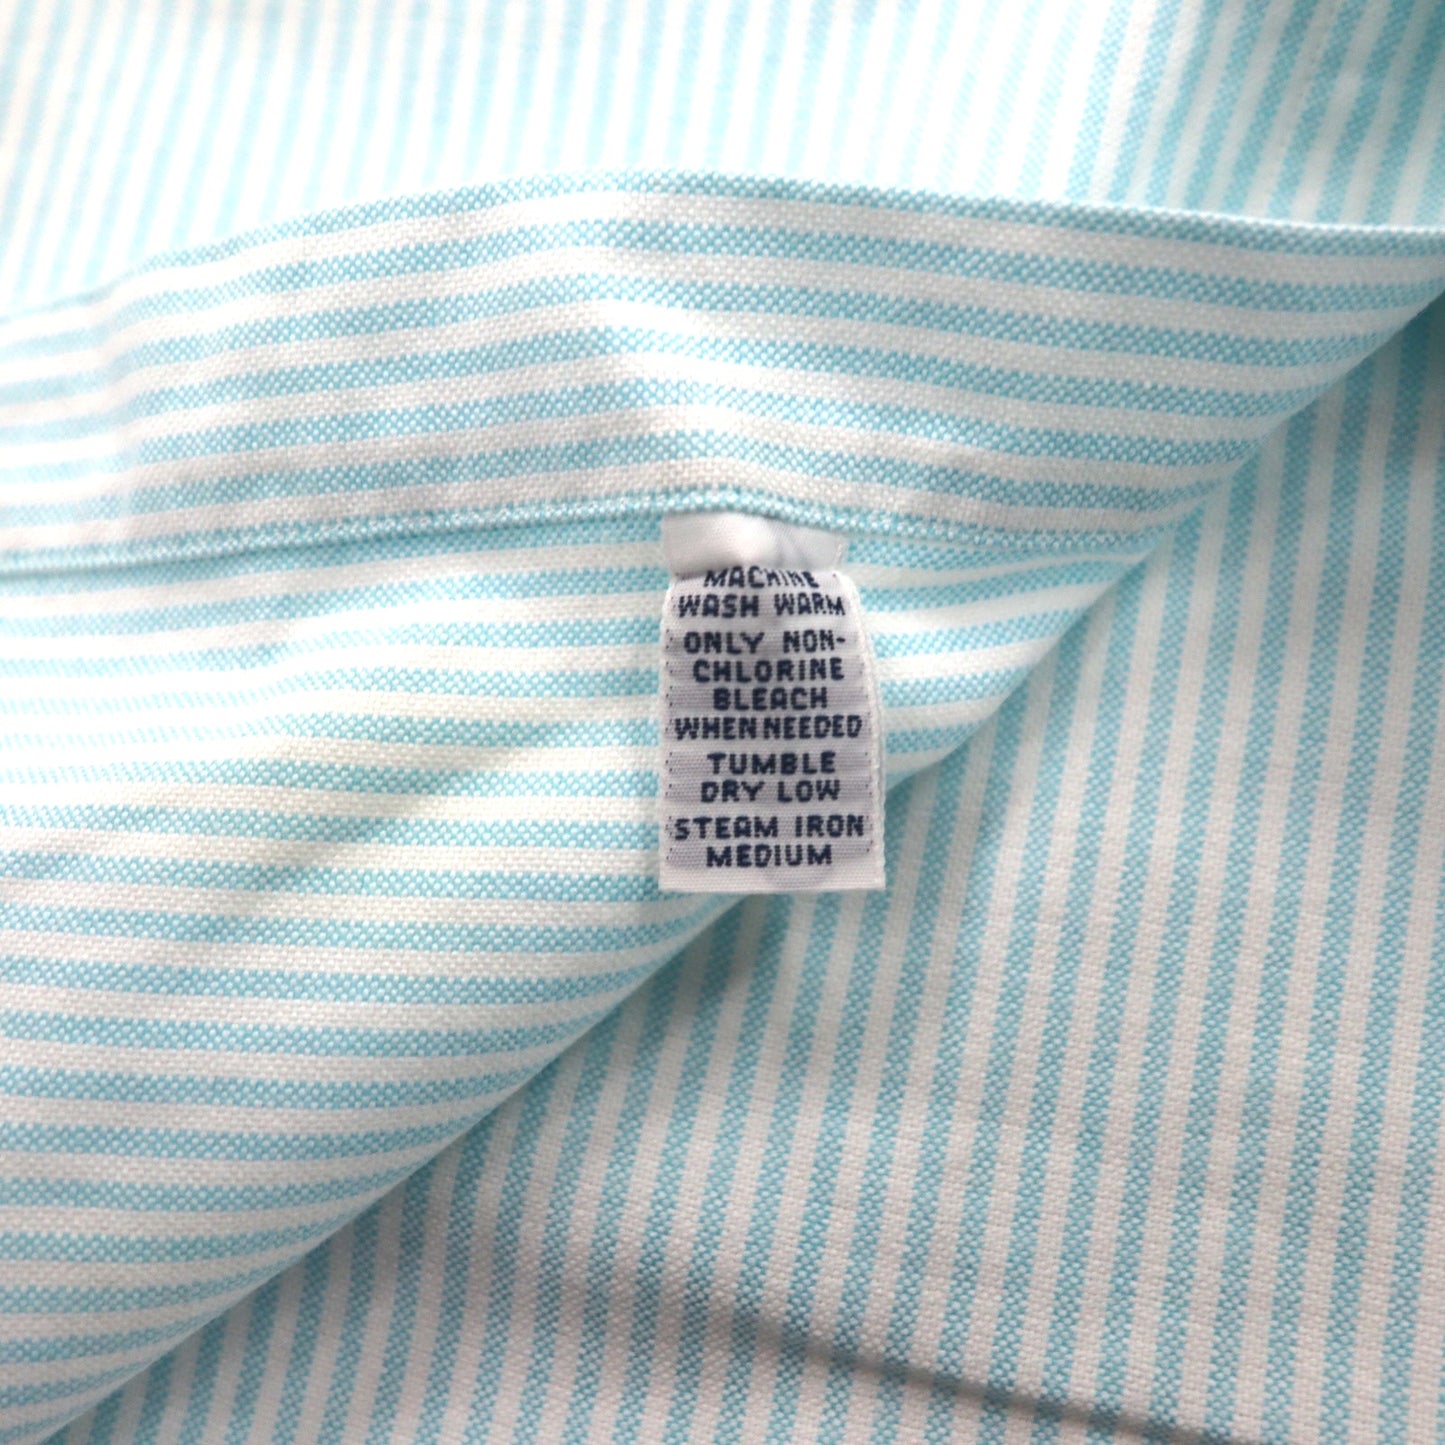 MACHINE
WASH WARM
ONLY NON-
CHLORINE
BLEACH
WHEN NEEDED
TUMBLE
DRY LOW
STEAM IRON
MEDIUM